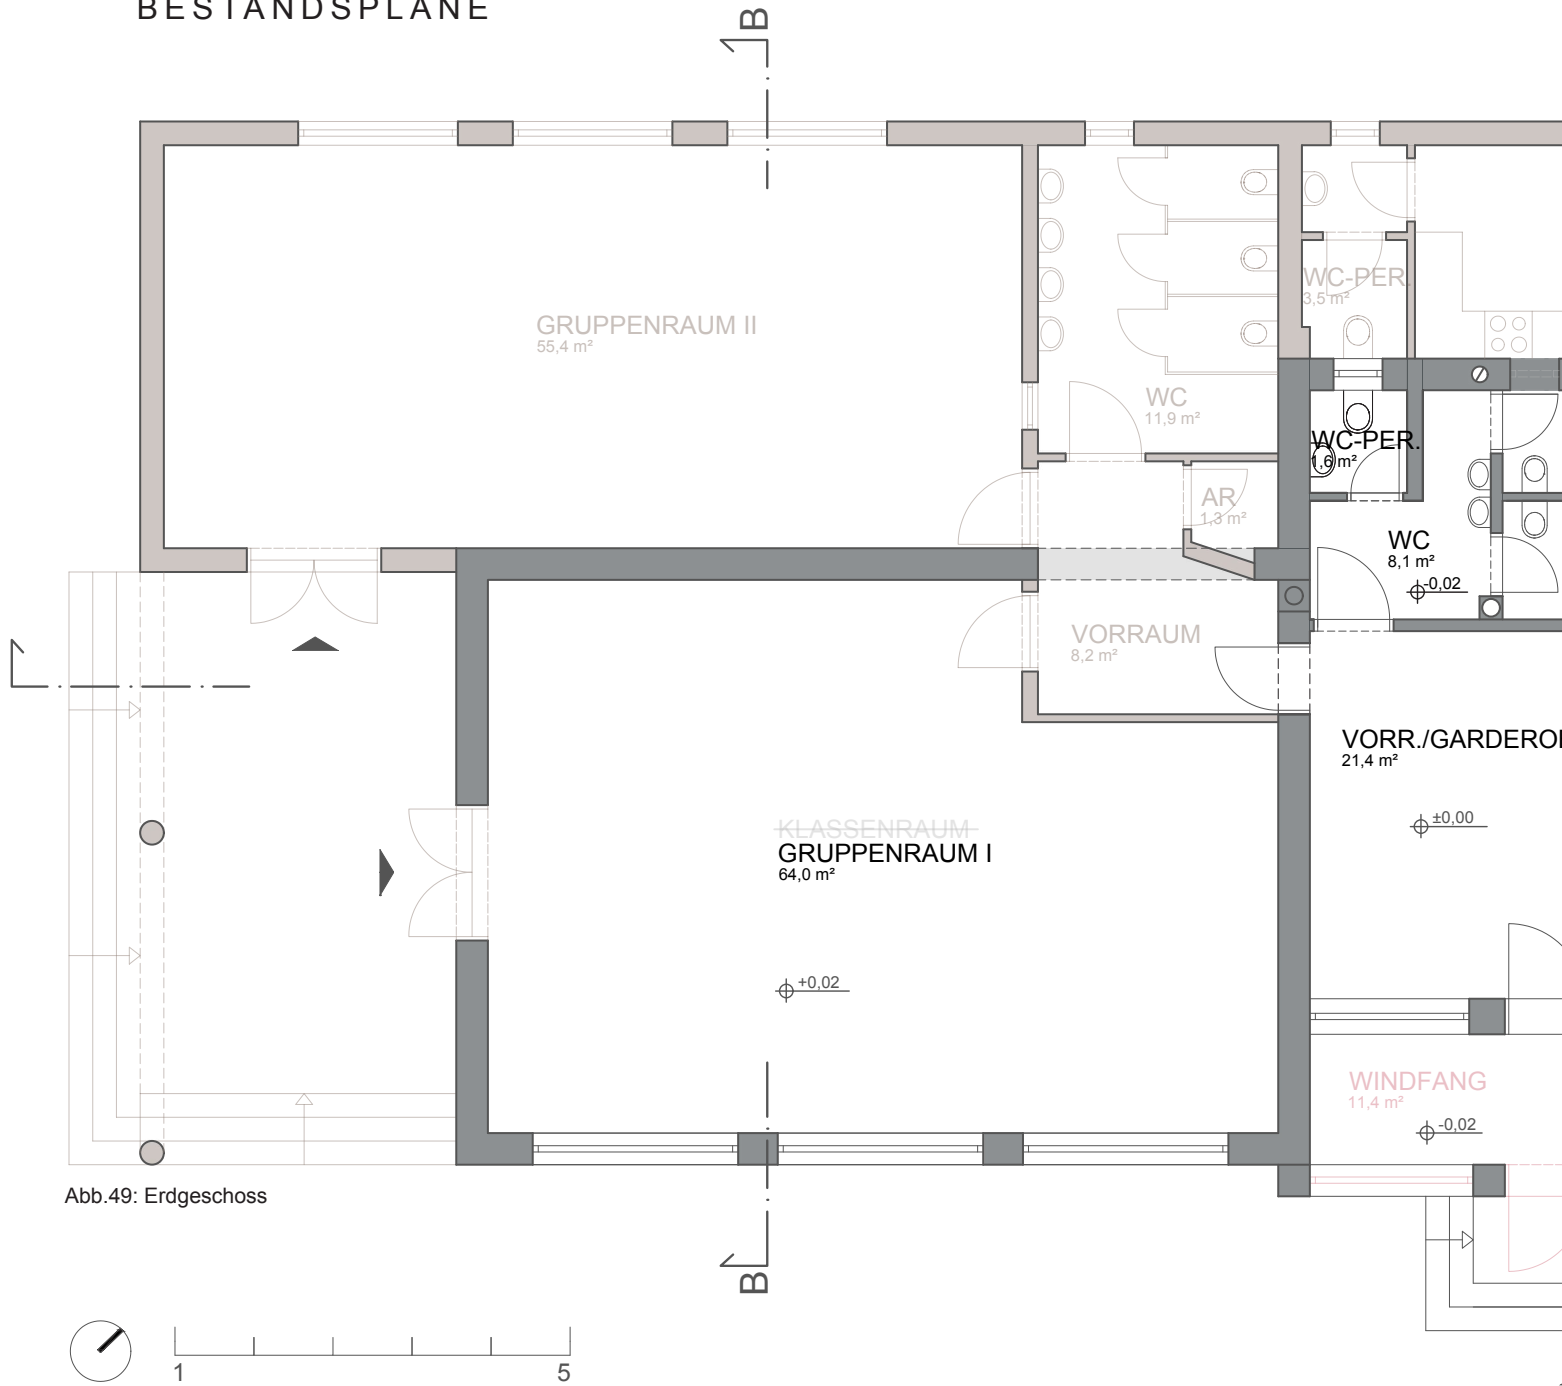 BESTANDSPLÄNE
B
GRUPPENRAUM II
55,4 m²
WC
11,9 m²
WC-PER.
3,5 m²
WC-PER.
1,6 m²
AR
1,3 m²
WC
8,1 m²
-0,02
VORRAUM
8,2 m²
VORR./GARDEROB
21,4 m²
±0,00
KLASSENRAUM
GRUPPENRAUM I
64,0 m²
+0,02
WINDFANG
11,4 m²
-0,02
Abb.49: Erdgeschoss
B
1
5